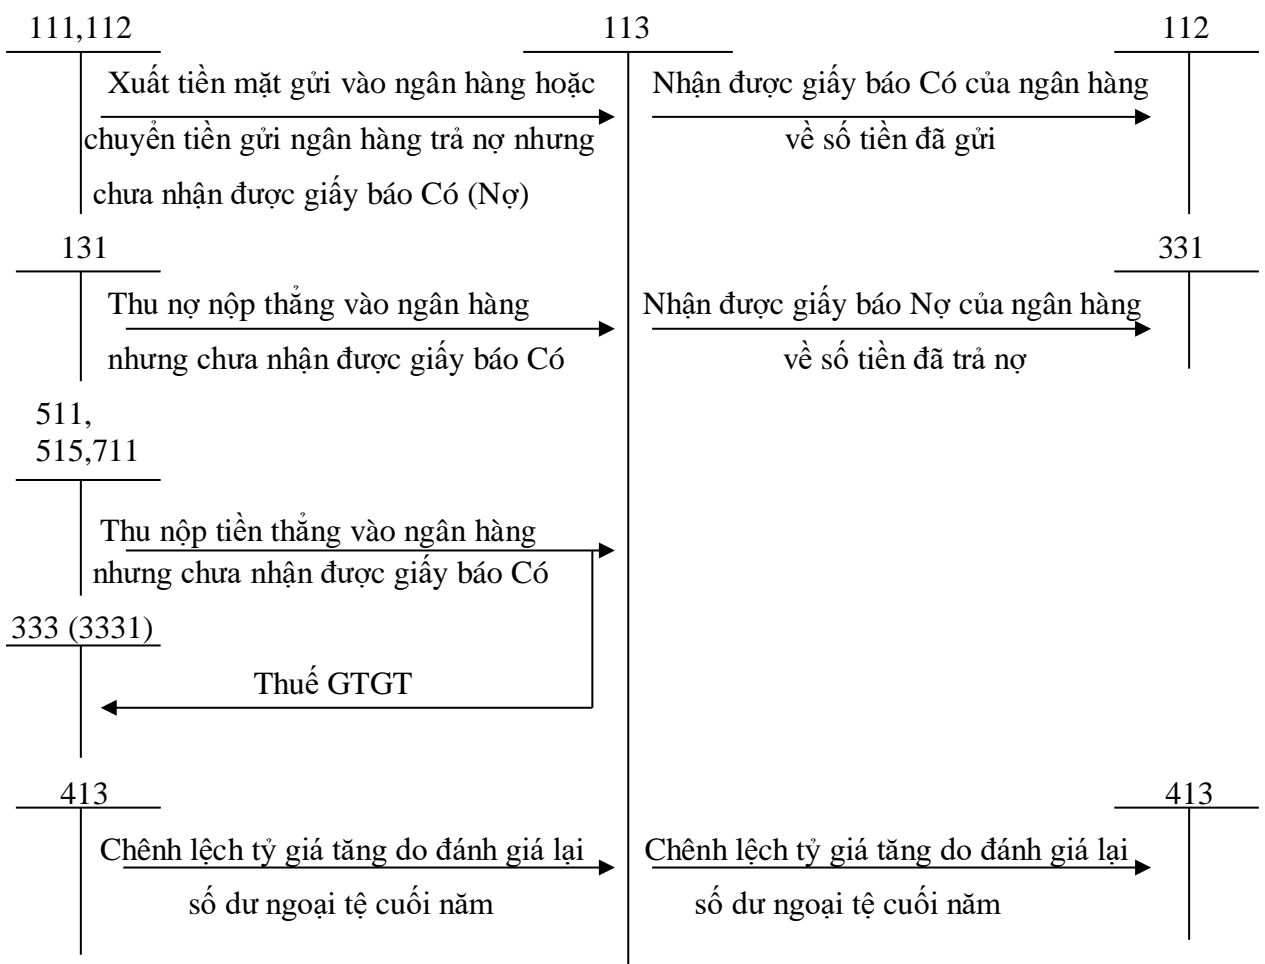 111,112
113
112
Xuất tiền mặt gửi vào ngân hàng hoặc
chuyển tiền gửi ngân hàng trả nợ nhưng
chưa nhận được giấy báo Có (Nợ)
Nhận được giấy báo Có của ngân hàng
về số tiền đã gửi
131
331
Thu nợ nộp thẳng vào ngân hàng
nhưng chưa nhận được giấy báo Có
Nhận được giấy báo Nợ của ngân hàng
về số tiền đã trả nợ
511,
515,711
Thu nộp tiền thẳng vào ngân hàng
nhưng chưa nhận được giấy báo Có
333 (3331)
Thuế GTGT
413
413
Chênh lệch tỷ giá tăng do đánh giá lại
số dư ngoại tệ cuối năm
Chênh lệch tỷ giá tăng do đánh giá lại
số dư ngoại tệ cuối năm